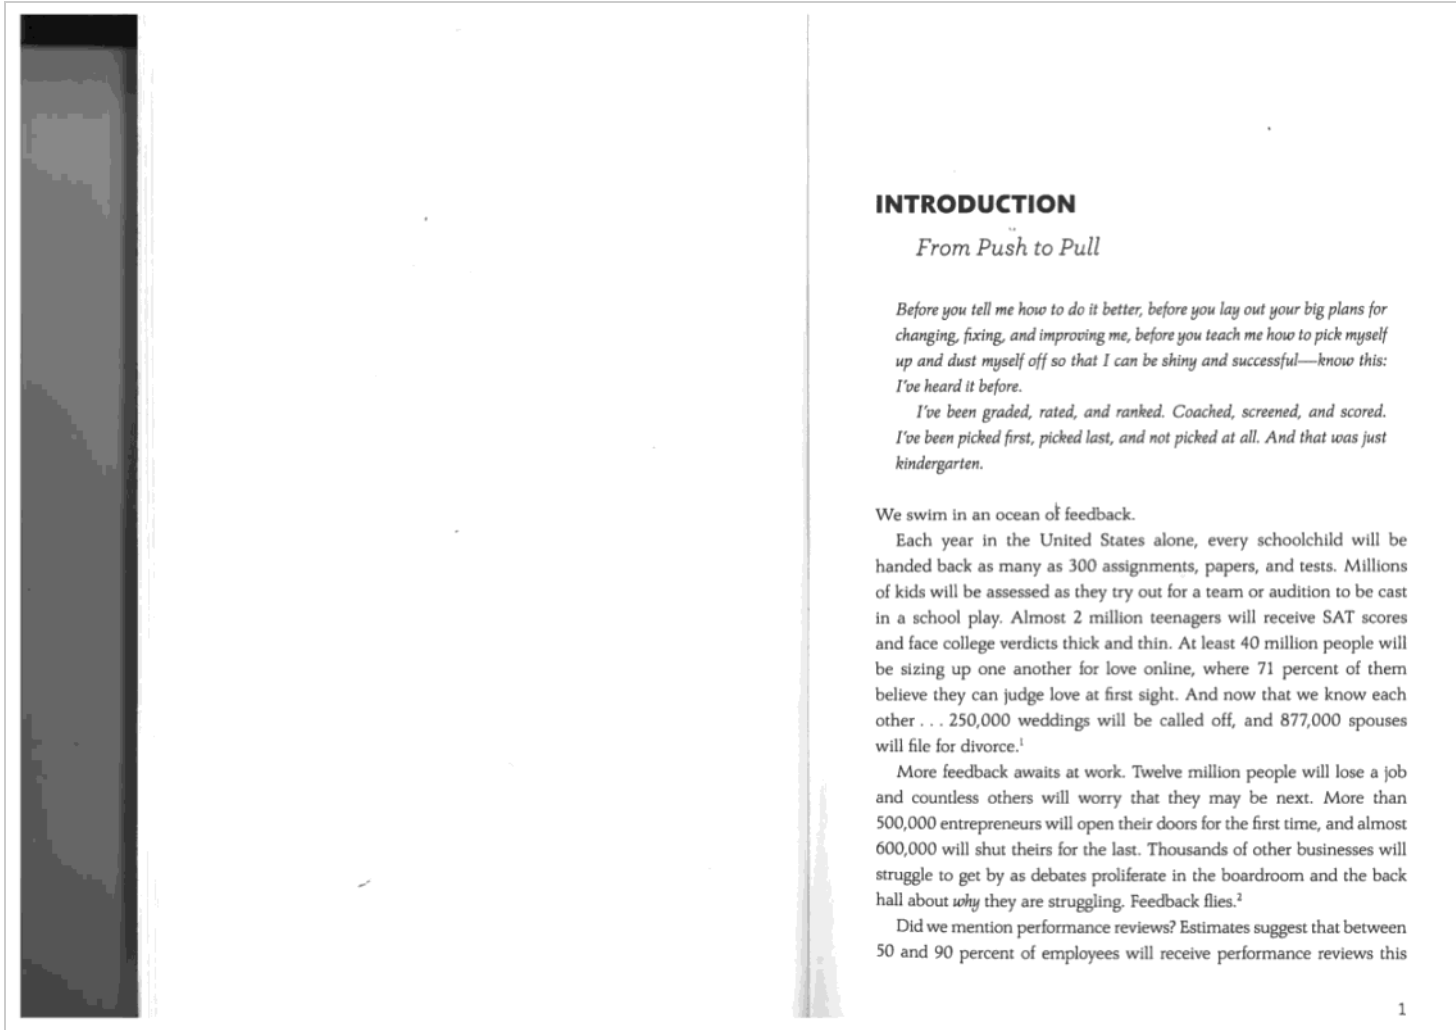 INTRODUCTION
From Push to Pull
Before you tell me how to do it better, before you lay out your big plans for
changing, fixing, and improving me, before you teach me how to pick myself
up and dust myself off so that I can be shiny and successful—know this:
I've heard it before.
I've been graded, rated, and ranked. Coached, screened, and scored.
I've been picked first, picked last, and not picked at all. And that was just
kindergarten.
We swim in an ocean of feedback.
Each year in the United States alone, every schoolchild will be
handed back as many as 300 assignments, papers, and tests. Millions
of kids will be assessed as they try out for a team or audition to be cast
in a school play. Almost 2 million teenagers will receive SAT scores
and face college verdicts thick and thin. At least 40 million people will
be sizing up one another for love online, where 71 percent of them
believe they can judge love at first sight. And now that we know each
other . . . 250,000 weddings will be called off, and 877,000 spouses
will file for divorce.¹
More feedback awaits at work. Twelve million people will lose a job
and countless others will worry that they may be next. More than
500,000 entrepreneurs will open their doors for the first time, and almost
600,000 will shut theirs for the last. Thousands of other businesses will
struggle to get by as debates proliferate in the boardroom and the back
hall about why they are struggling. Feedback flies.²
Did we mention performance reviews? Estimates suggest that between
50 and 90 percent of employees will receive performance reviews this
1